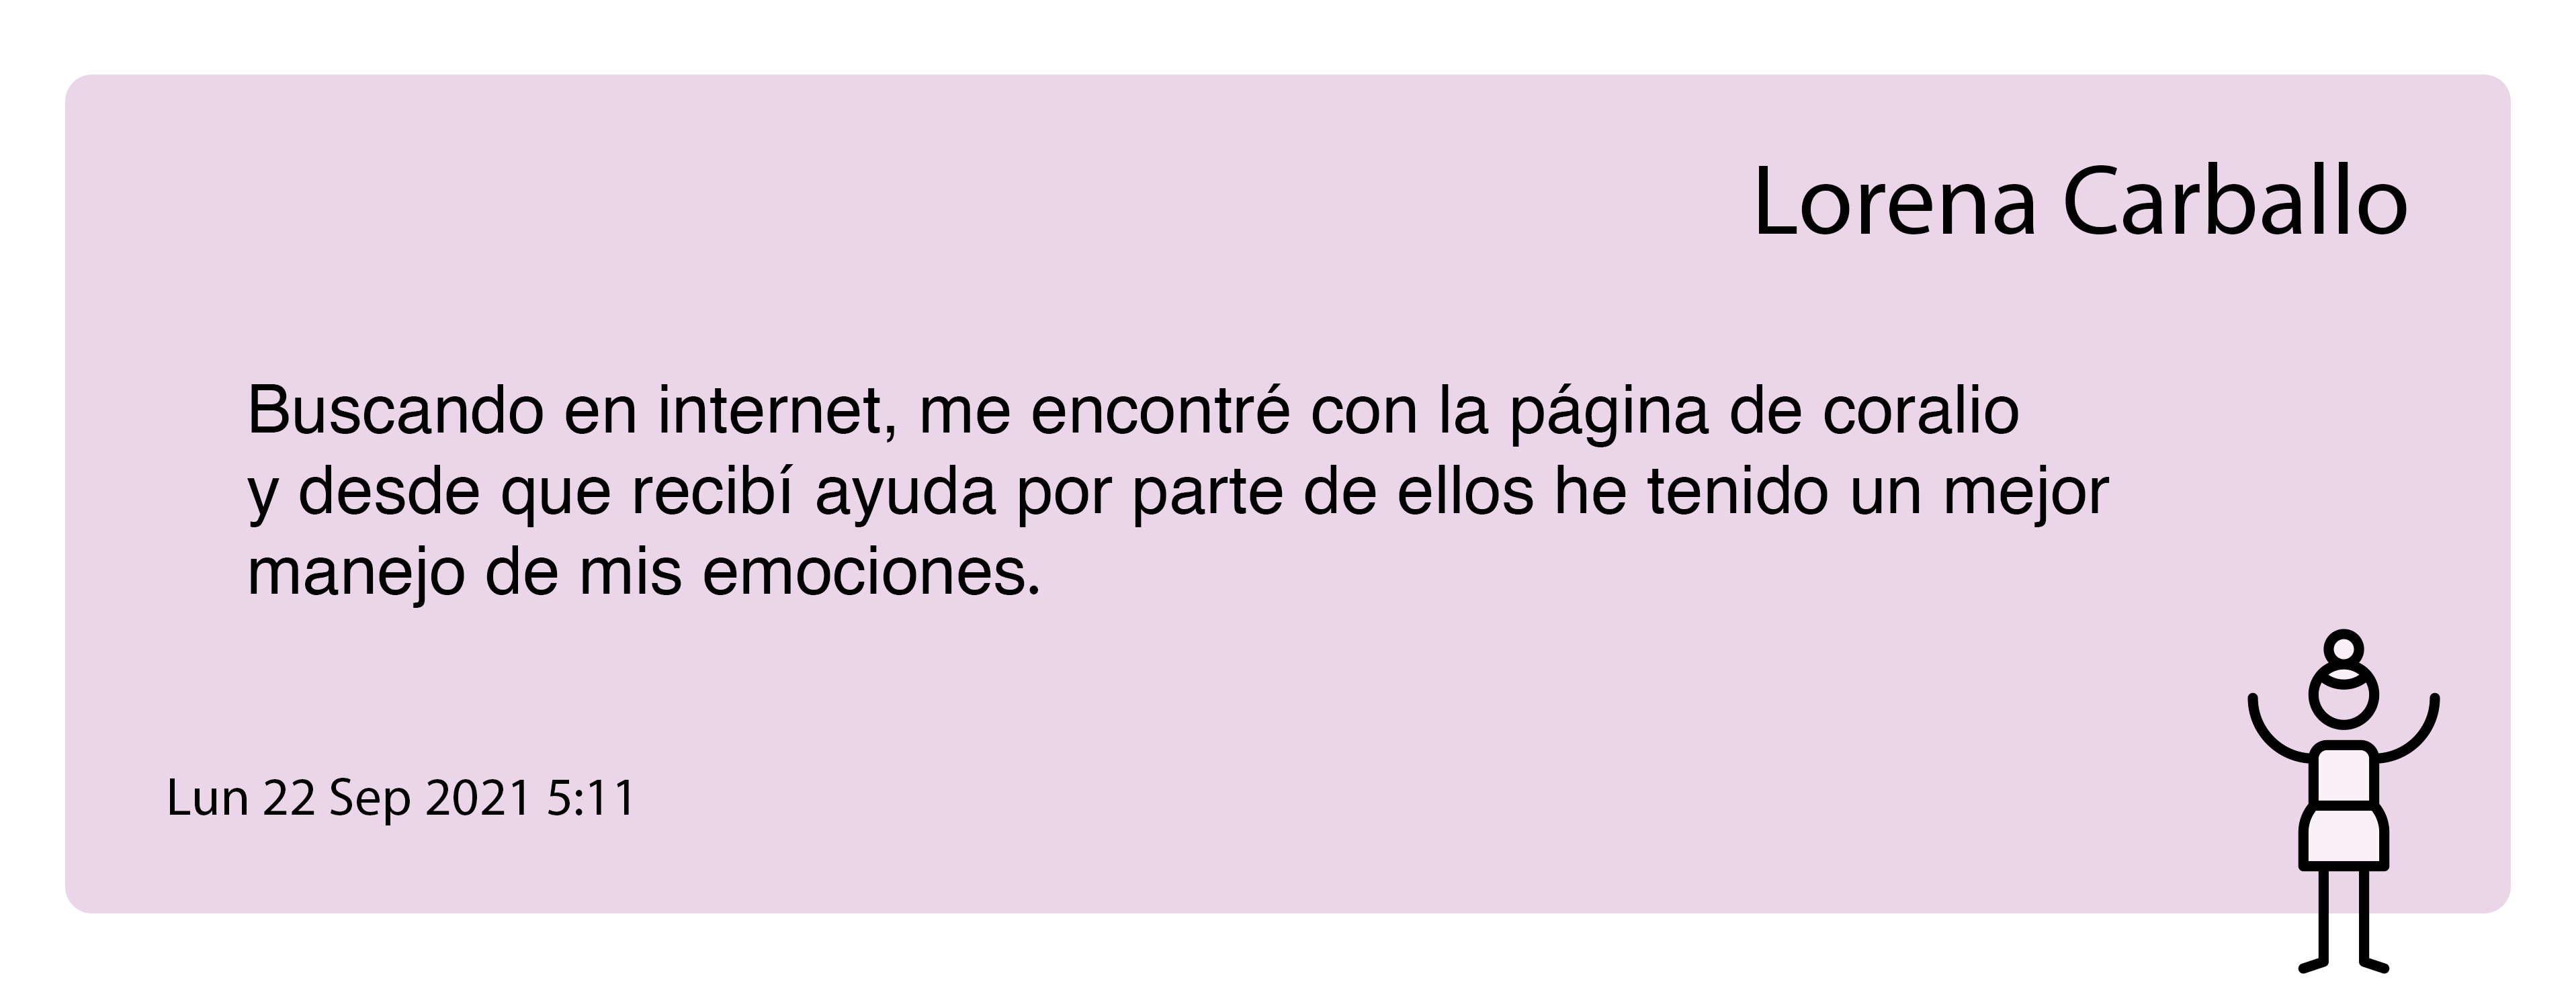 Lorena Carballo
Buscando en internet, me encontré con la página de coralio
y desde que recibí ayuda por parte de ellos he tenido un mejor
manejo de mis emociones.
Lun 22 Sep 2021 5:11